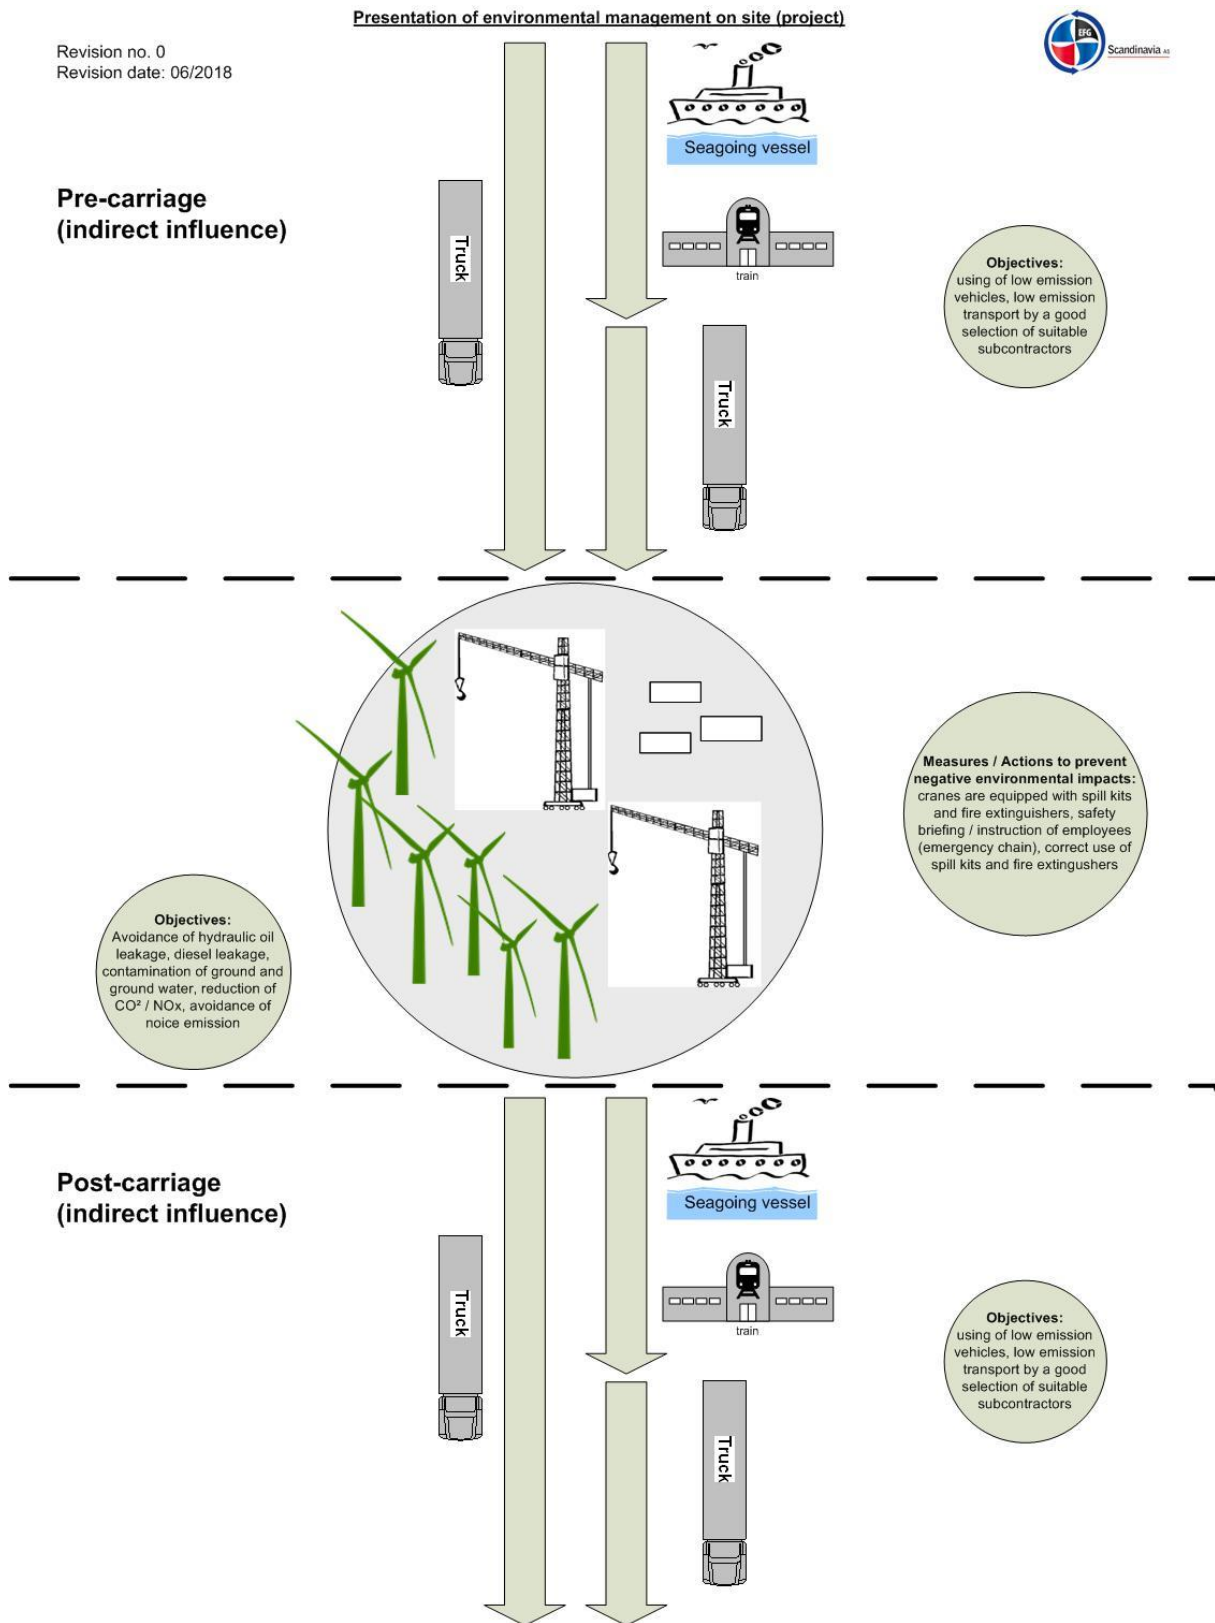 Presentation of environmental management on site (project)
Revision no. 0
Revision date: 06/2018
EFG
Scandinavia AS
Seagoing vessel
Pre-carriage
(indirect influence)
Truck
train
Objectives:
using of low emission
vehicles, low emission
transport by a good
selection of suitable
subcontractors
Truck
Measures / Actions to prevent
negative environmental impacts:
cranes are equipped with spill kits
and fire extinguishers, safety
briefing / instruction of employees
(emergency chain), correct use of
spill kits and fire extingushers
Objectives:
Avoidance of hydraulic oil
leakage, diesel leakage,
contamination of ground and
ground water, reduction of
CO² / NOx, avoidance of
noice emission
Seagoing vessel
Post-carriage
(indirect influence)
Truck
train
Objectives:
using of low emission
vehicles, low emission
transport by a good
selection of suitable
subcontractors
Truck